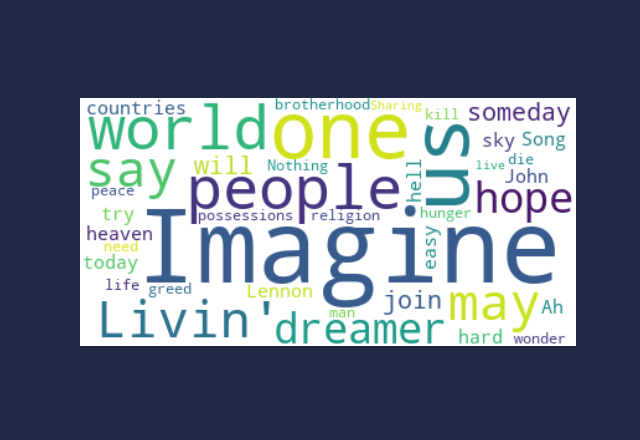 countries
brotherhood
Sharing
kill
someday
world
one
us
sky
Song
say
will
Nothing
hell
live
die
John
peace
people
hope
try
possessions
religion
hunger
heaven
Imagine
easy
need
today
life
greed
Lennon
join
may
Ah
Livin'
man
dreamer
hard
wonder